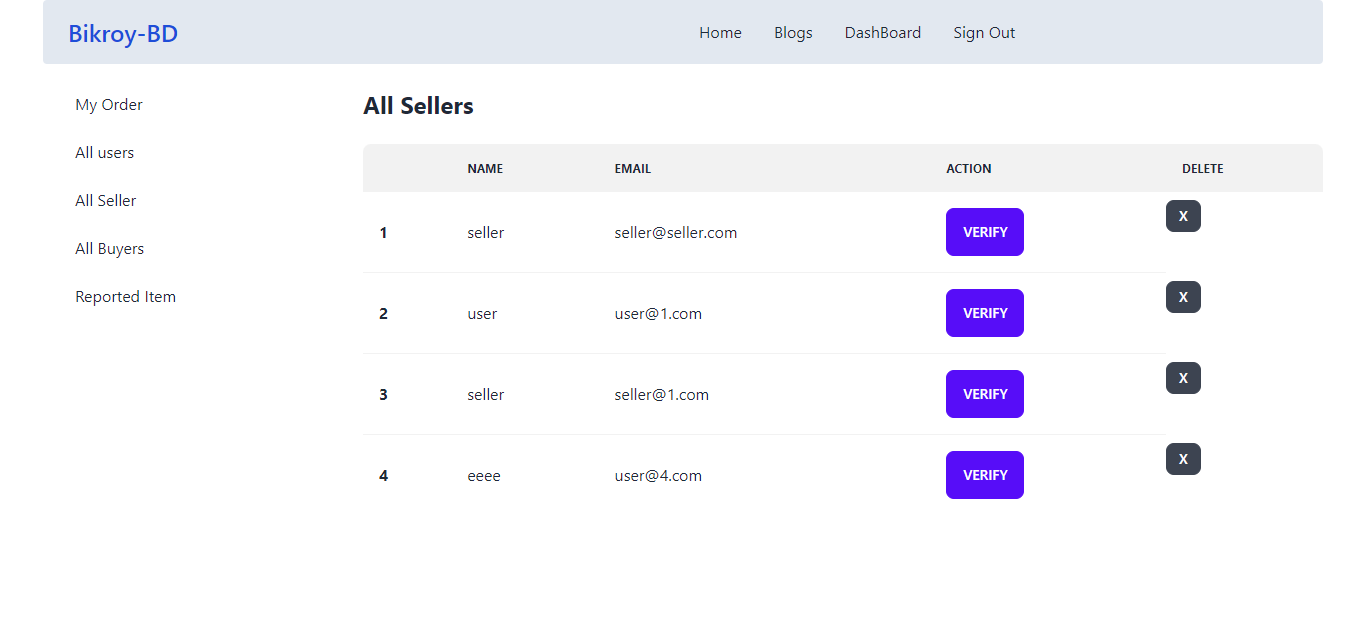 Bikroy-BD Home Blogs DashBoard Sign Out
My Order
All users
All Seller
All Buyers
Reported Item
All Sellers
NAME EMAIL ACTION DELETE
1 seller seller@seller.com VERIFY X
2 user user@1.com VERIFY X
3 seller seller@1.com VERIFY X
4 eeee user@4.com VERIFY X